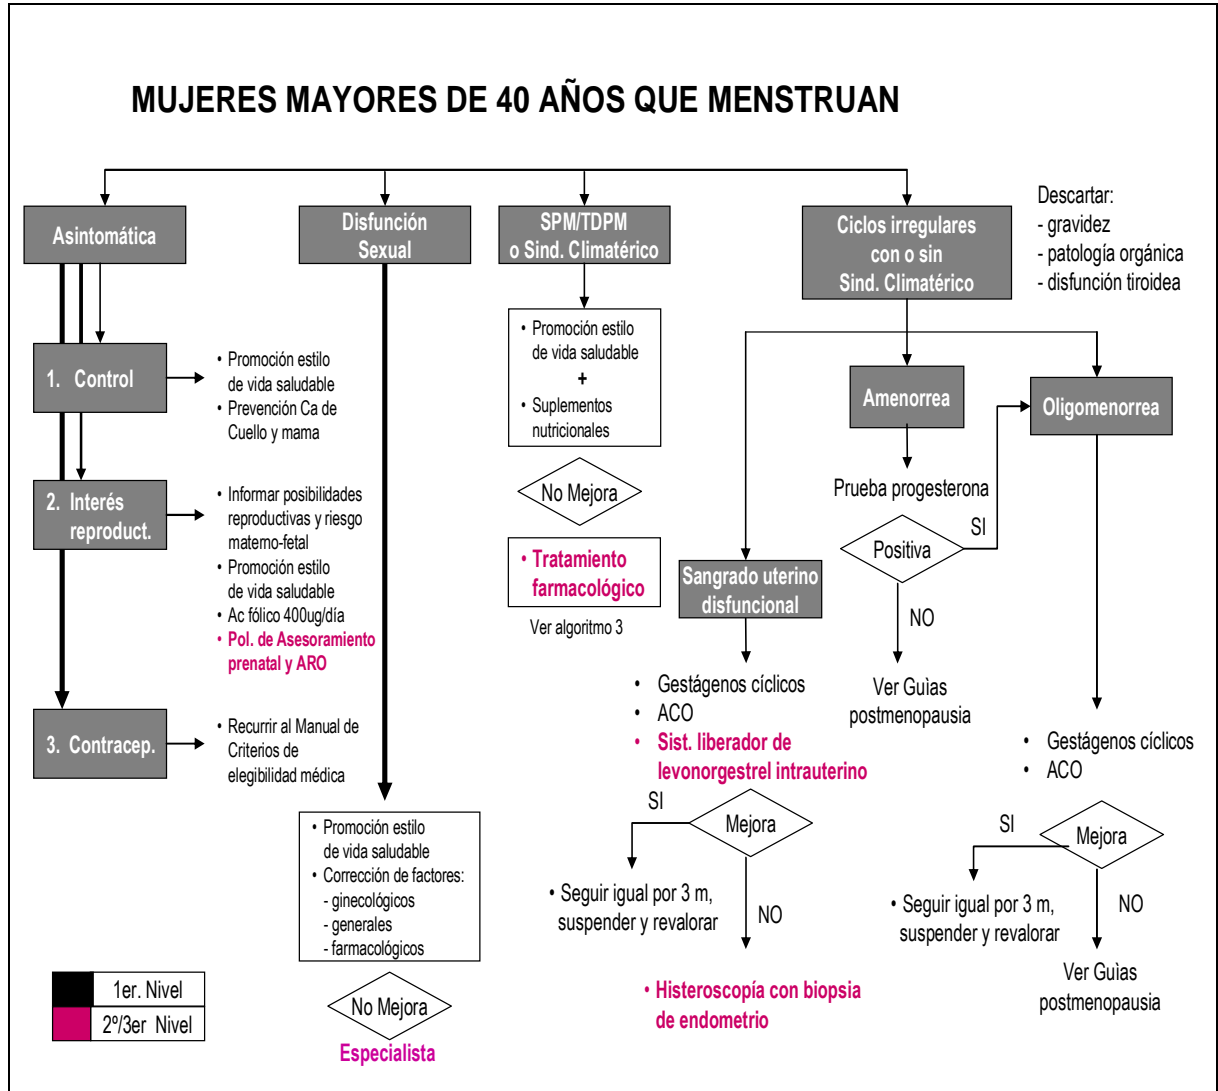 MUJERES MAYORES DE 40 AÑOS QUE MENSTRUAN
Asintomática
1. Control
• Promoción estilo
de vida saludable
• Prevención Ca de
Cuello y mama
2. Interés
reproduct.
• Informar posibilidades
reproductivas y riesgo
materno-fetal
• Promoción estilo
de vida saludable
• Ac fólico 400ug/día
• Pol. de Asesoramiento
prenatal y ARO
3. Contracep.
• Recurrir al Manual de
Criterios de
elegibilidad médica
Disfunción
Sexual
• Promoción estilo
de vida saludable
• Corrección de factores:
- ginecológicos
- generales
- farmacológicos
No Mejora
Especialista
SPM/TDPM
o Sind. Climatérico
• Promoción estilo
de vida saludable
+
• Suplementos
nutricionales
No Mejora
• Tratamiento
farmacológico
Ver algoritmo 3
Ciclos irregulares
con o sin
Sind. Climatérico
Descartar:
- gravidez
- patología orgánica
- disfunción tiroidea
Sangrado uterino
disfuncional
• Gestágenos cíclicos
• ACO
• Sist. liberador de
levonorgestrel intrauterino
Mejora
SI
• Seguir igual por 3 m,
suspender y revalorar
NO
• Histeroscopía con biopsia
de endometrio
Amenorrea
Prueba progesterona
Positiva
SI
NO
Ver Guìas
postmenopausia
Oligomenorrea
• Gestágenos cíclicos
• ACO
Mejora
SI
• Seguir igual por 3 m,
suspender y revalorar
NO
Ver Guìas
postmenopausia
1er. Nivel
2º/3er Nivel